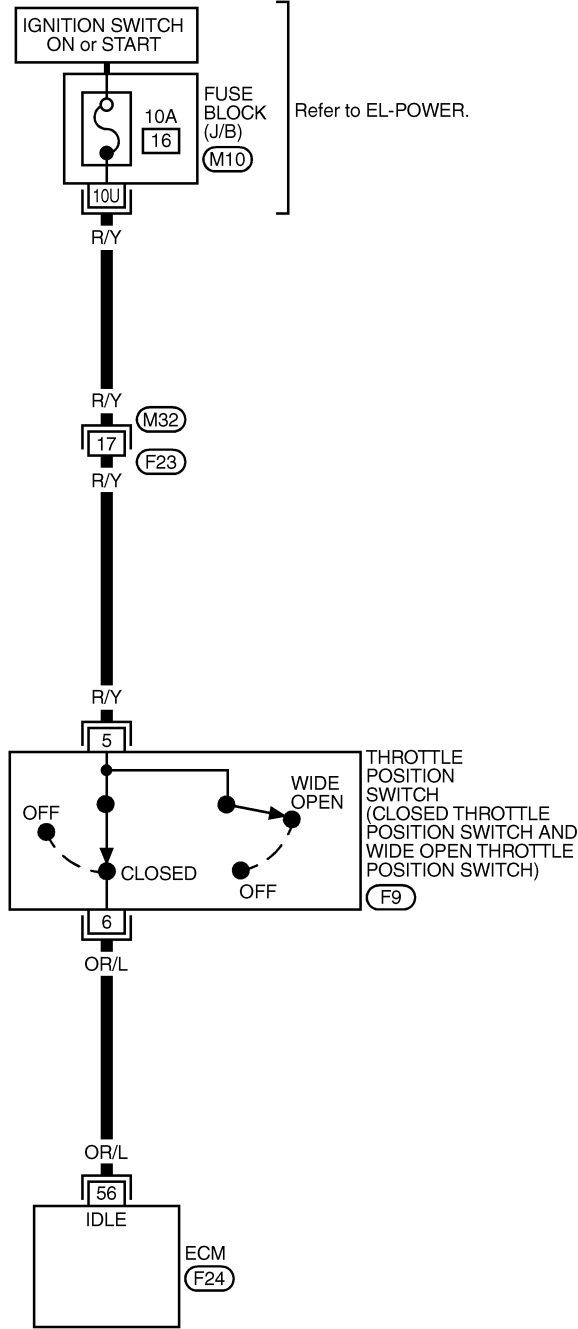 IGNITION SWITCH
ON or START
10A
16
FUSE
BLOCK
(J/B)
M10
Refer to EL-POWER.
10U
R/Y
R/Y
M32
17
F23
R/Y
R/Y
5
THROTTLE
POSITION
SWITCH
(CLOSED THROTTLE
POSITION SWITCH AND
WIDE OPEN THROTTLE
POSITION SWITCH)
F9
WIDE
OPEN
OFF
CLOSED
OFF
6
OR/L
OR/L
56
IDLE
ECM
F24